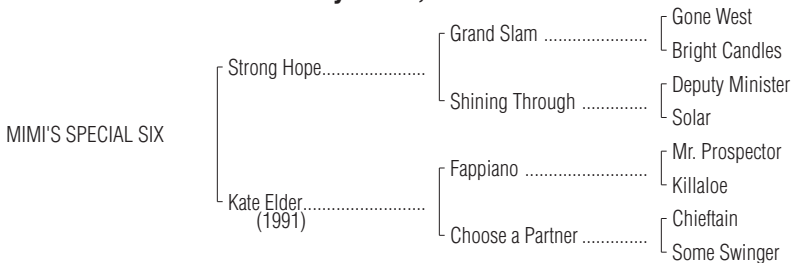 Gone West
Grand Slam ......................
Bright Candles
Strong Hope......................
Deputy Minister
Shining Through ..............
Solar
MIMI'S SPECIAL SIX
Mr. Prospector
Fappiano ..........................
Killaloe
Kate Elder..........................
(1991)
Chieftain
Choose a Partner ..............
Some Swinger